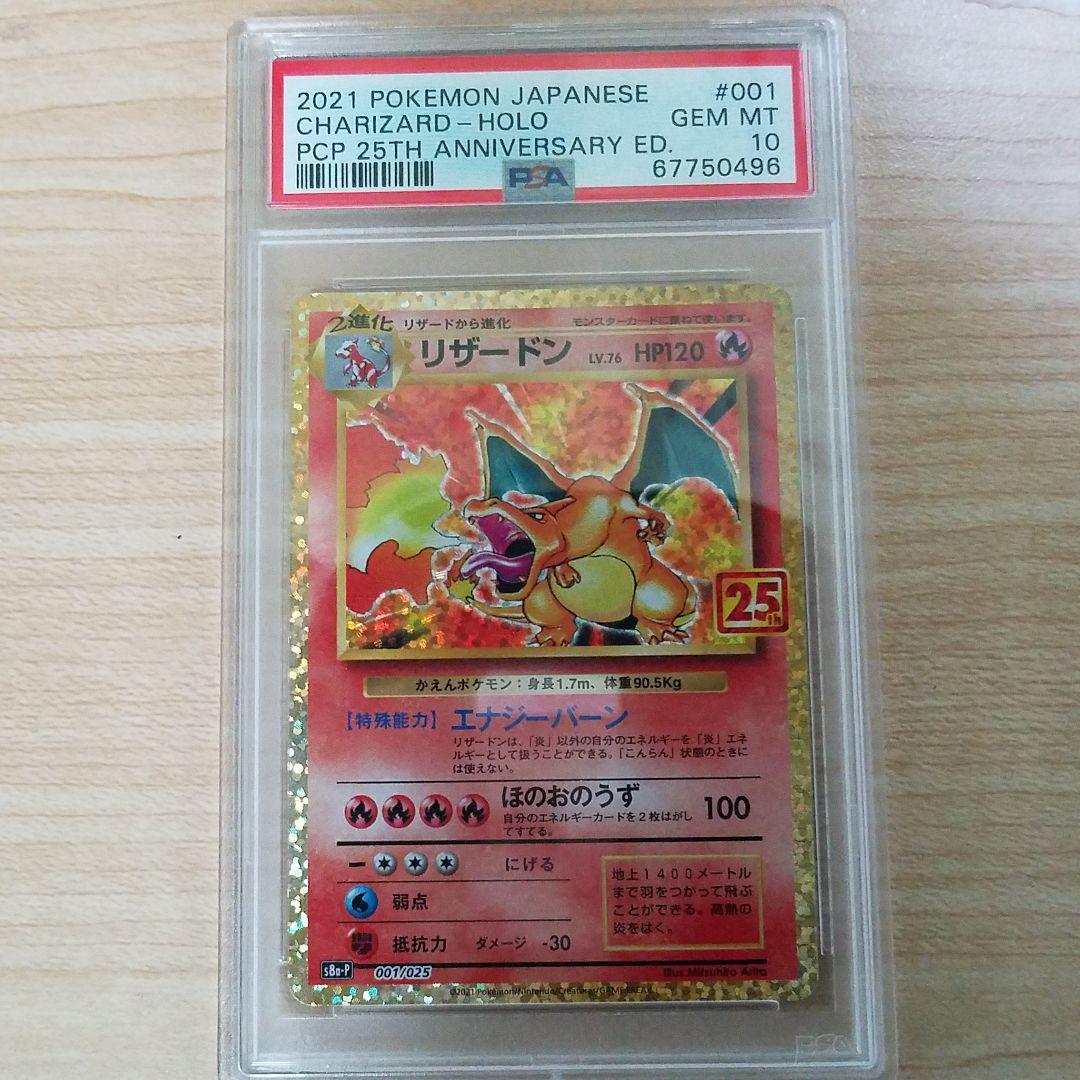 2021 POKEMON JAPANESE #001
CHARIZARD-HOLO GEM MT
PCP 25TH ANNIVERSARY ED. 10
PSA 67750496
2進化 リザードから進化 モンスターカードに重ねて使います。
リザードン LV.76 HP120
25th
かえんポケモン：身長1.7m、体重90.5Kg
【特殊能力】エナジーバーン
リザードンは、「炎」以外の自分のエネルギーを「炎」エネ
ルギーとして扱うことができる。「こんらん」状態のときに
は使えない。
ほのおのうず 100
自分のエネルギーカードを2枚はがし
てすてる。
ー にげる
弱点
抵抗力 ダメージ -30
地上1400メートル
まで羽をつかって飛ぶ
ことができる。高熱の
炎をはく。
s8a-P 001/025 Illus.Mitsuhiro Arita
©2021 Pokémon/Nintendo/Creatures/GAME FREAK
PSA